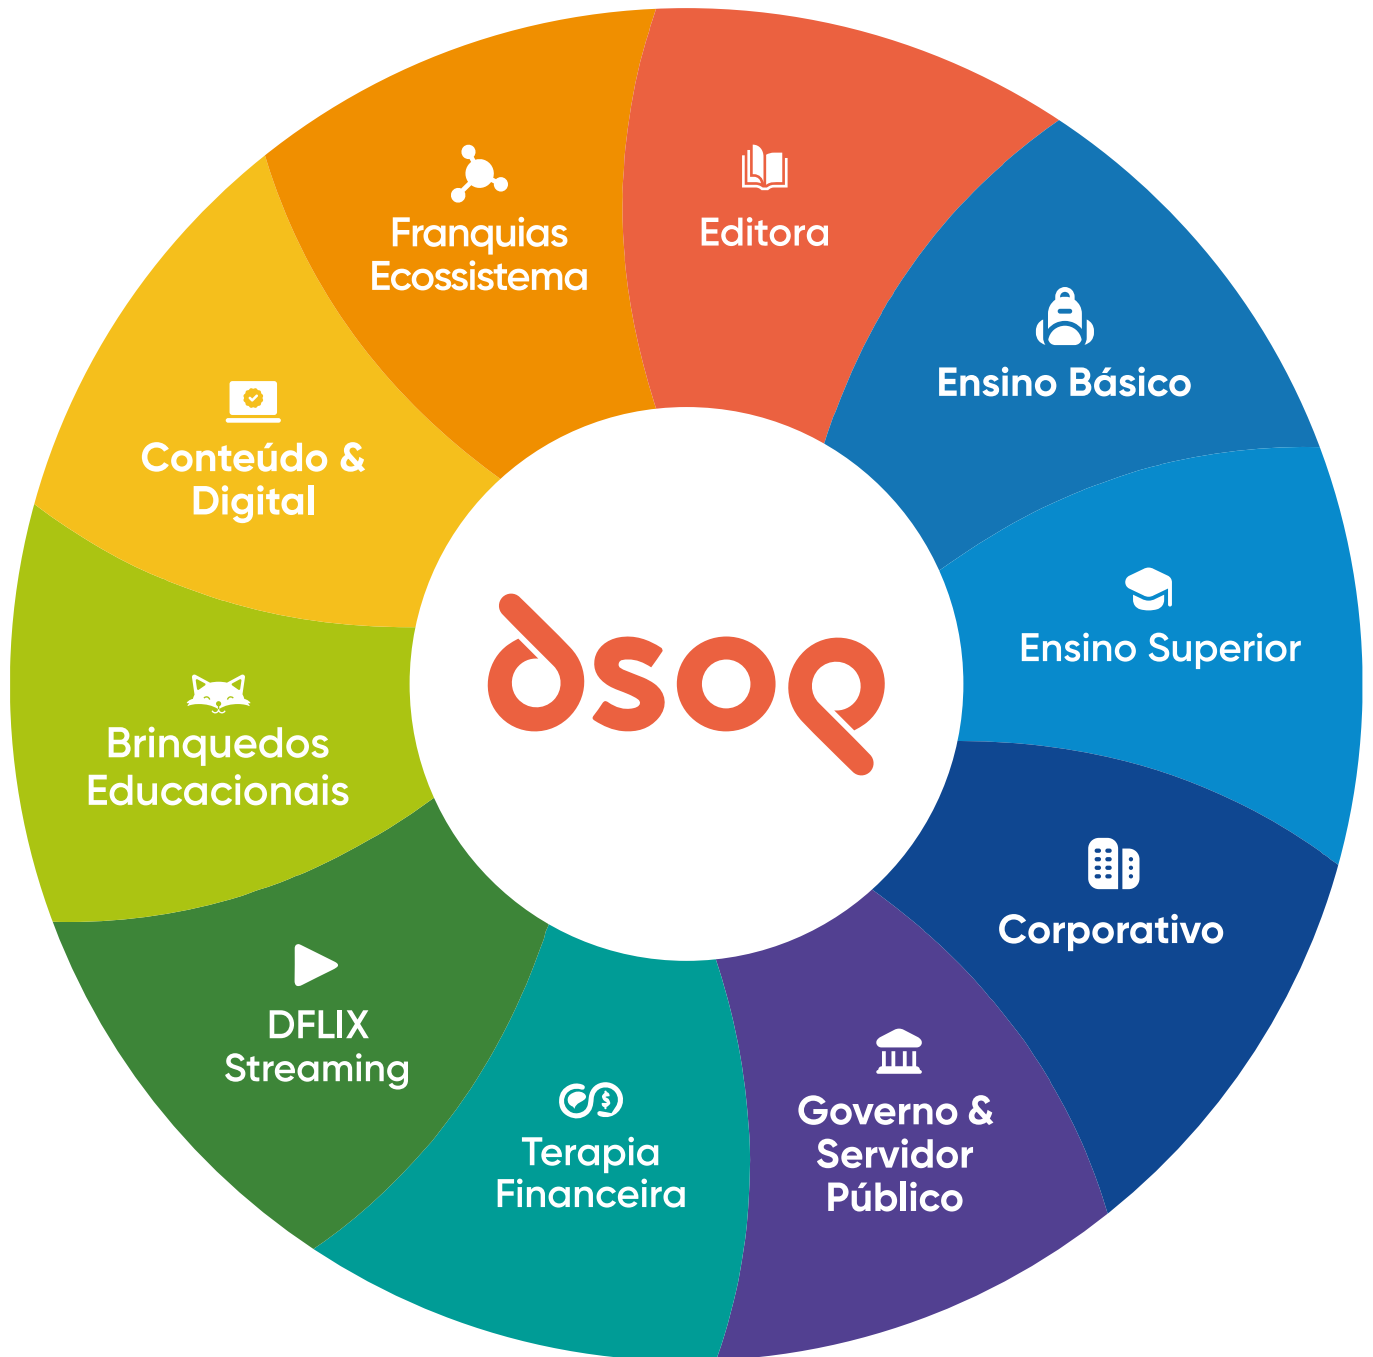 Editora
Ensino Básico
Ensino Superior
Corporativo
Governo &
Servidor
Público
Terapia
Financeira
DFLIX
Streaming
Brinquedos
Educacionais
Conteúdo &
Digital
Franquias
Ecossistema
dsop